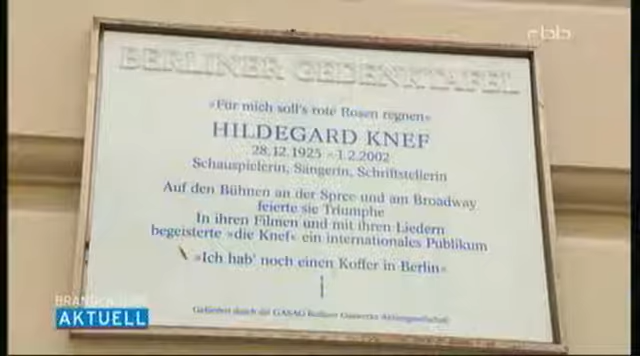 rbb
BERLINER GEDENKTAFEL
»Für mich soll's rote Rosen regnen«
HILDEGARD KNEF
28.12.1925 - 1.2.2002
Schauspielerin, Sängerin, Schriftstellerin
Auf den Bühnen an der Spree und am Broadway
feierte sie Triumphe
In ihren Filmen und mit ihren Liedern
begeisterte »die Knef« ein internationales Publikum
»Ich hab' noch einen Koffer in Berlin«
Gefördert durch die GASAG Berliner Gaswerke Aktiengesellschaft
BRANDENBURG
AKTUELL